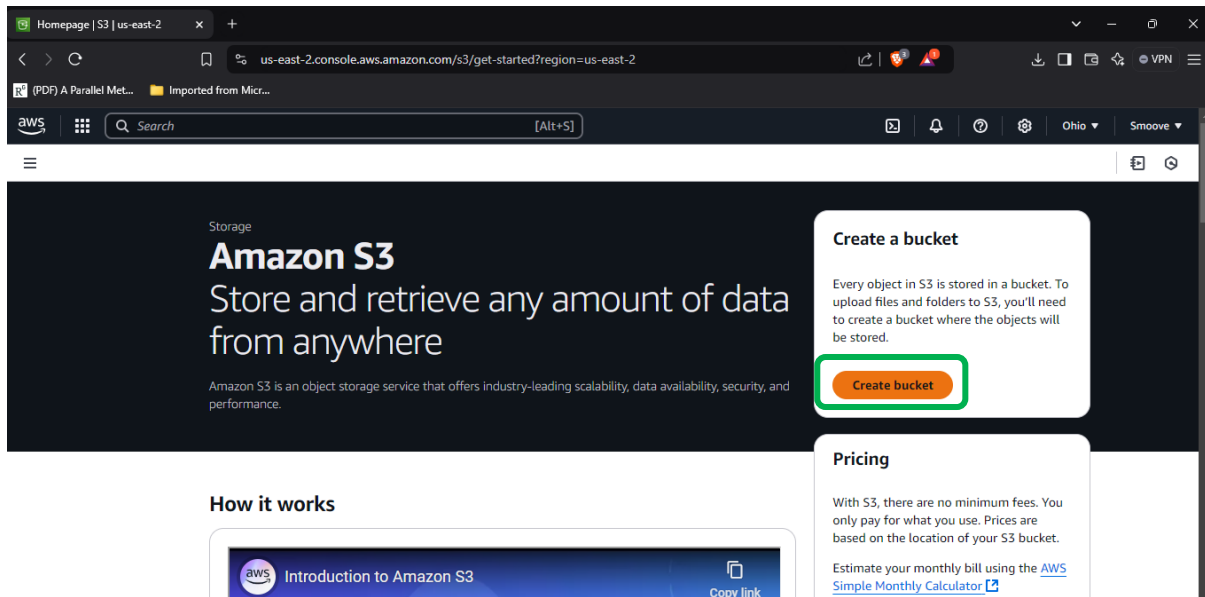 Homepage | S3 | us-east-2
us-east-2.console.aws.amazon.com/s3/get-started?region=us-east-2
3
VPN
R⁶ (PDF) A Parallel Met...
Imported from Micr...
aws
Search
[Alt+S]
Ohio
Smoove
Storage
Amazon S3
Store and retrieve any amount of data
from anywhere
Amazon S3 is an object storage service that offers industry-leading scalability, data availability, security, and
performance.
Create a bucket
Every object in S3 is stored in a bucket. To
upload files and folders to S3, you'll need
to create a bucket where the objects will
be stored.
Create bucket
Pricing
With S3, there are no minimum fees. You
only pay for what you use. Prices are
based on the location of your S3 bucket.
Estimate your monthly bill using the AWS
Simple Monthly Calculator
How it works
aws
Introduction to Amazon S3
Copy link